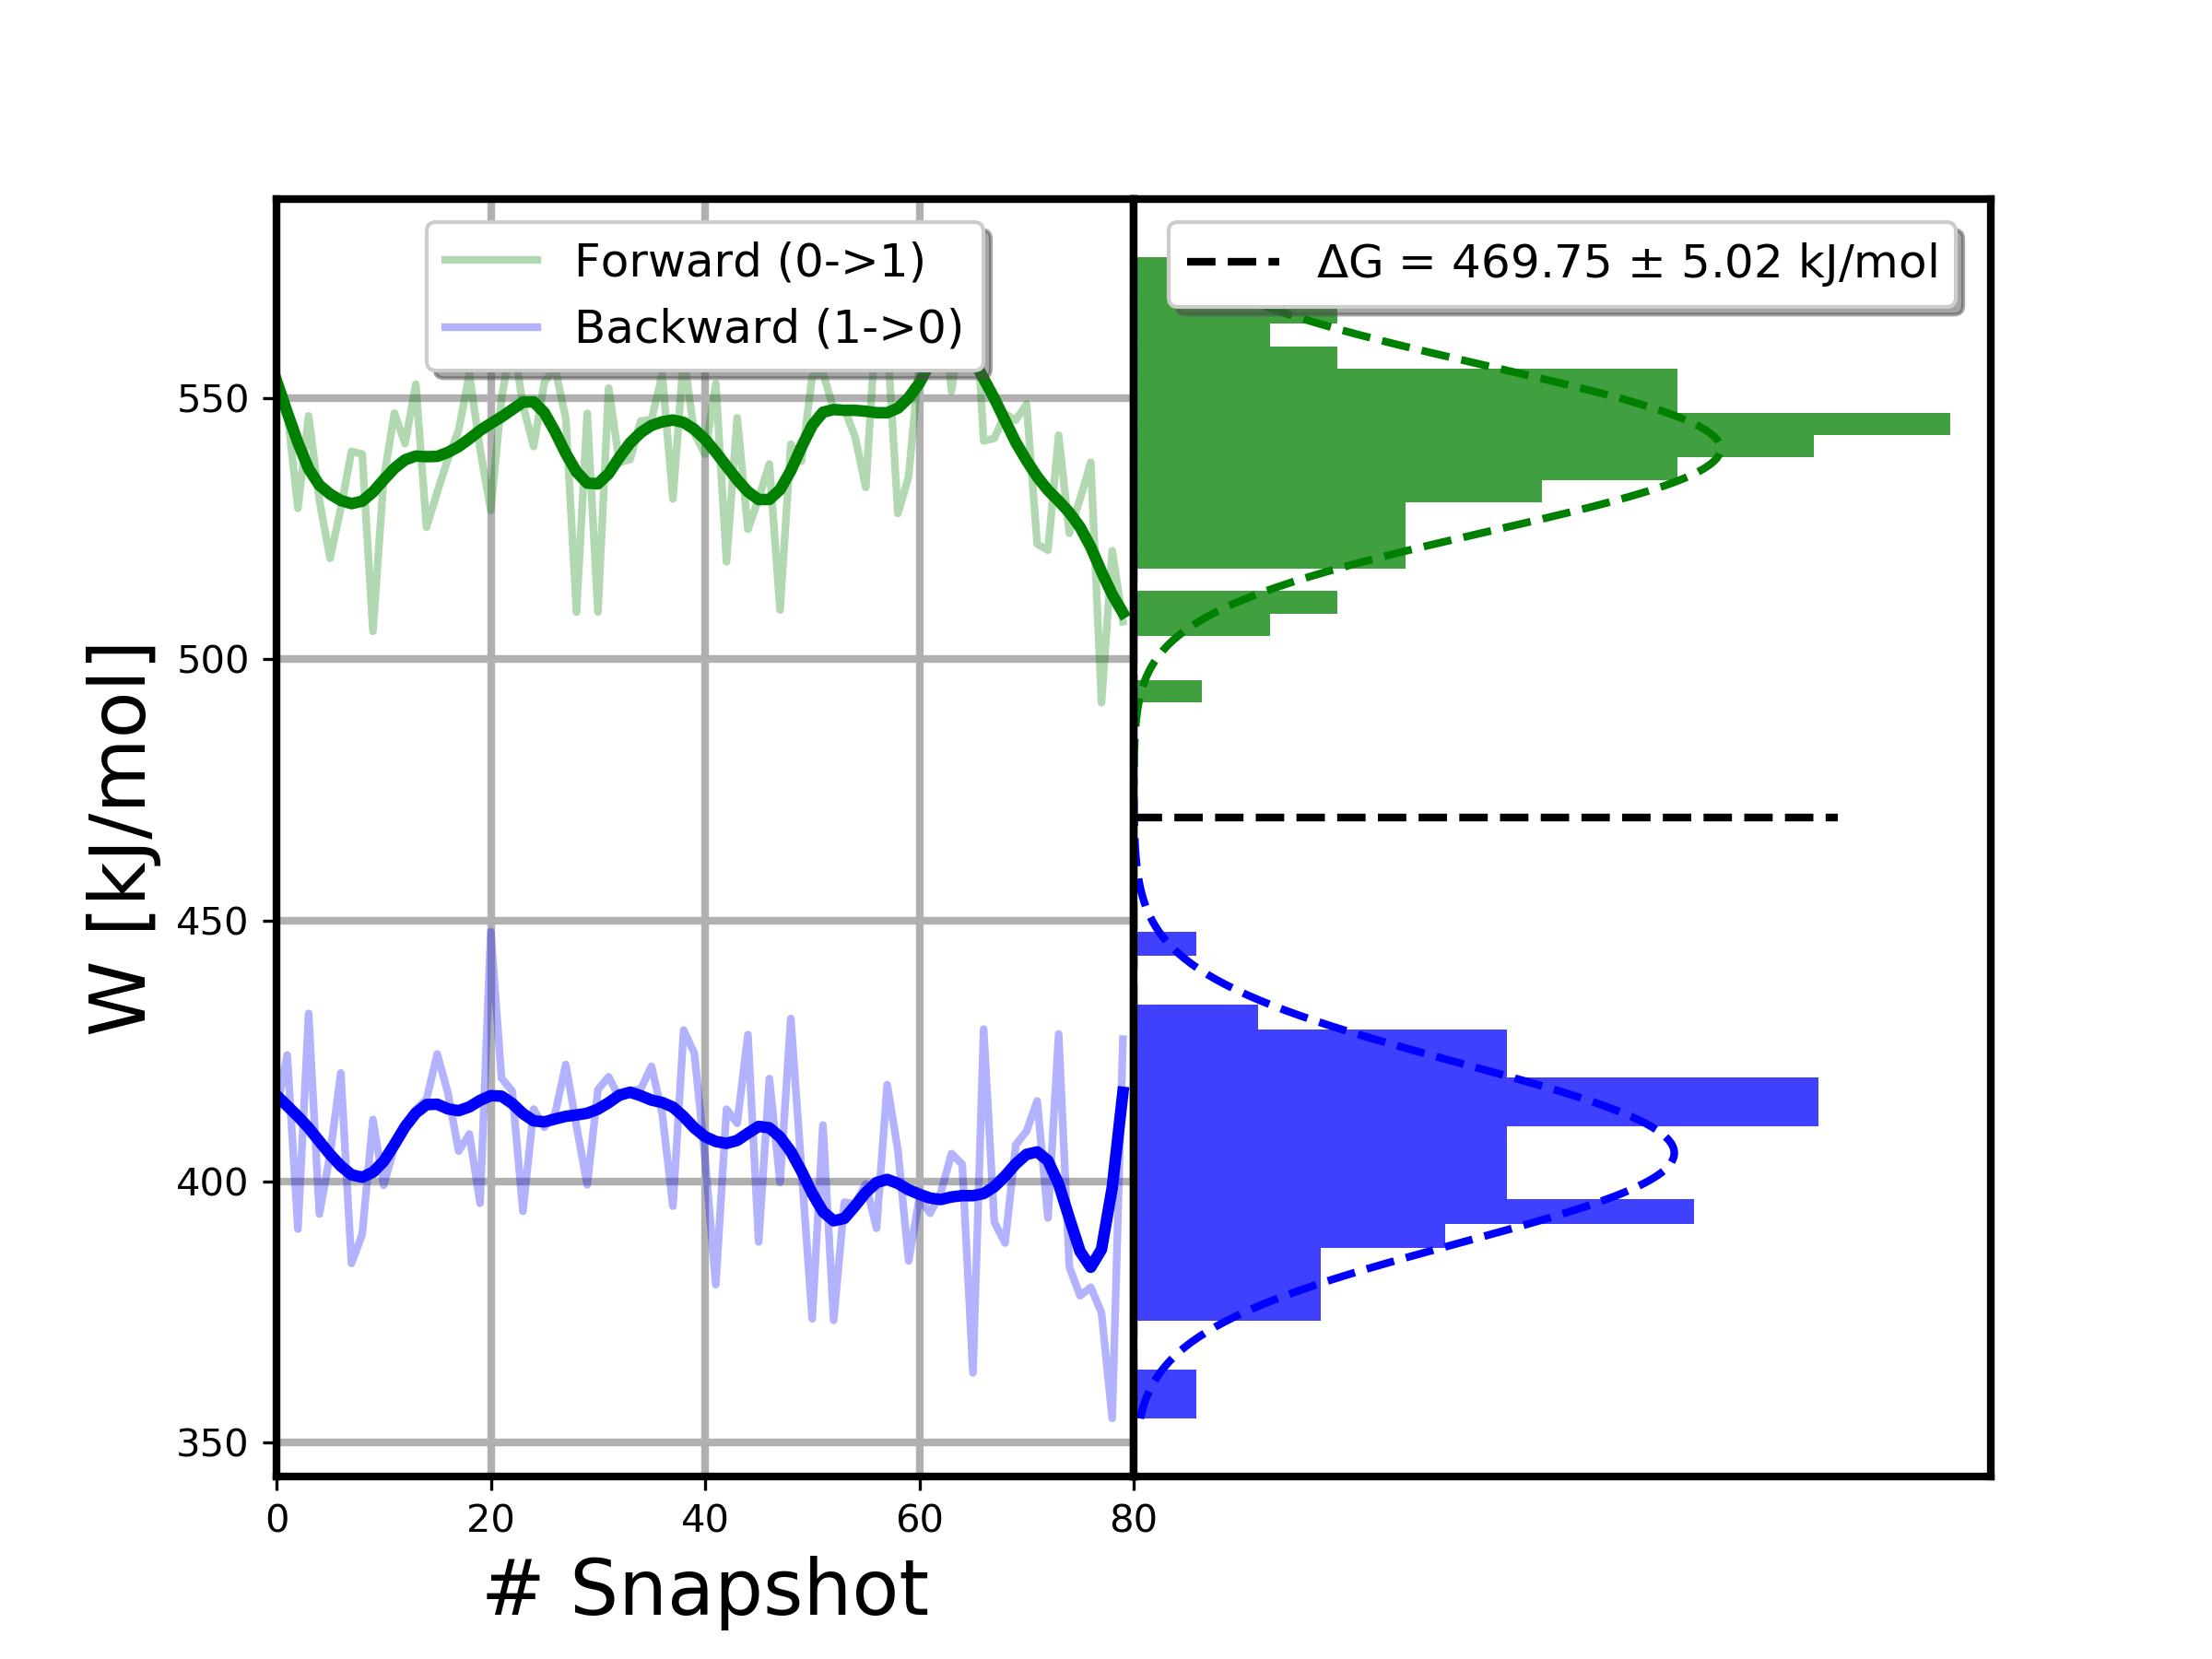 Forward (0->1)
Backward (1->0)
ΔG = 469.75 ± 5.02 kJ/mol
W [kJ/mol]
550
500
450
400
350
0 20 40 60 80
# Snapshot